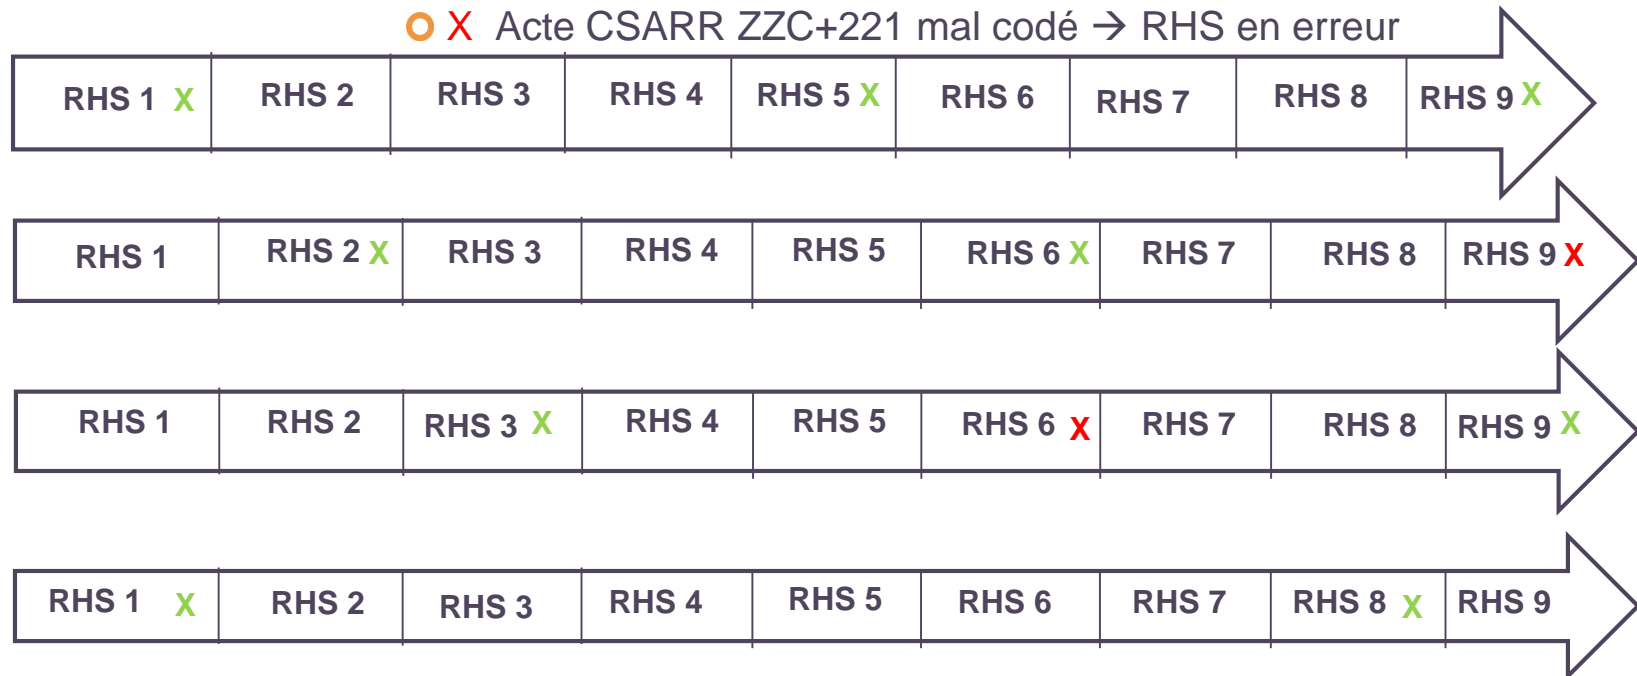 X Acte CSARR ZZC+221 mal codé → RHS en erreur
RHS 1 X RHS 2 RHS 3 RHS 4 RHS 5 X RHS 6 RHS 7 RHS 8 RHS 9 X
RHS 1 RHS 2 X RHS 3 RHS 4 RHS 5 RHS 6 X RHS 7 RHS 8 RHS 9 X
RHS 1 RHS 2 RHS 3 X RHS 4 RHS 5 RHS 6 X RHS 7 RHS 8 RHS 9 X
RHS 1 X RHS 2 RHS 3 RHS 4 RHS 5 RHS 6 RHS 7 RHS 8 X RHS 9